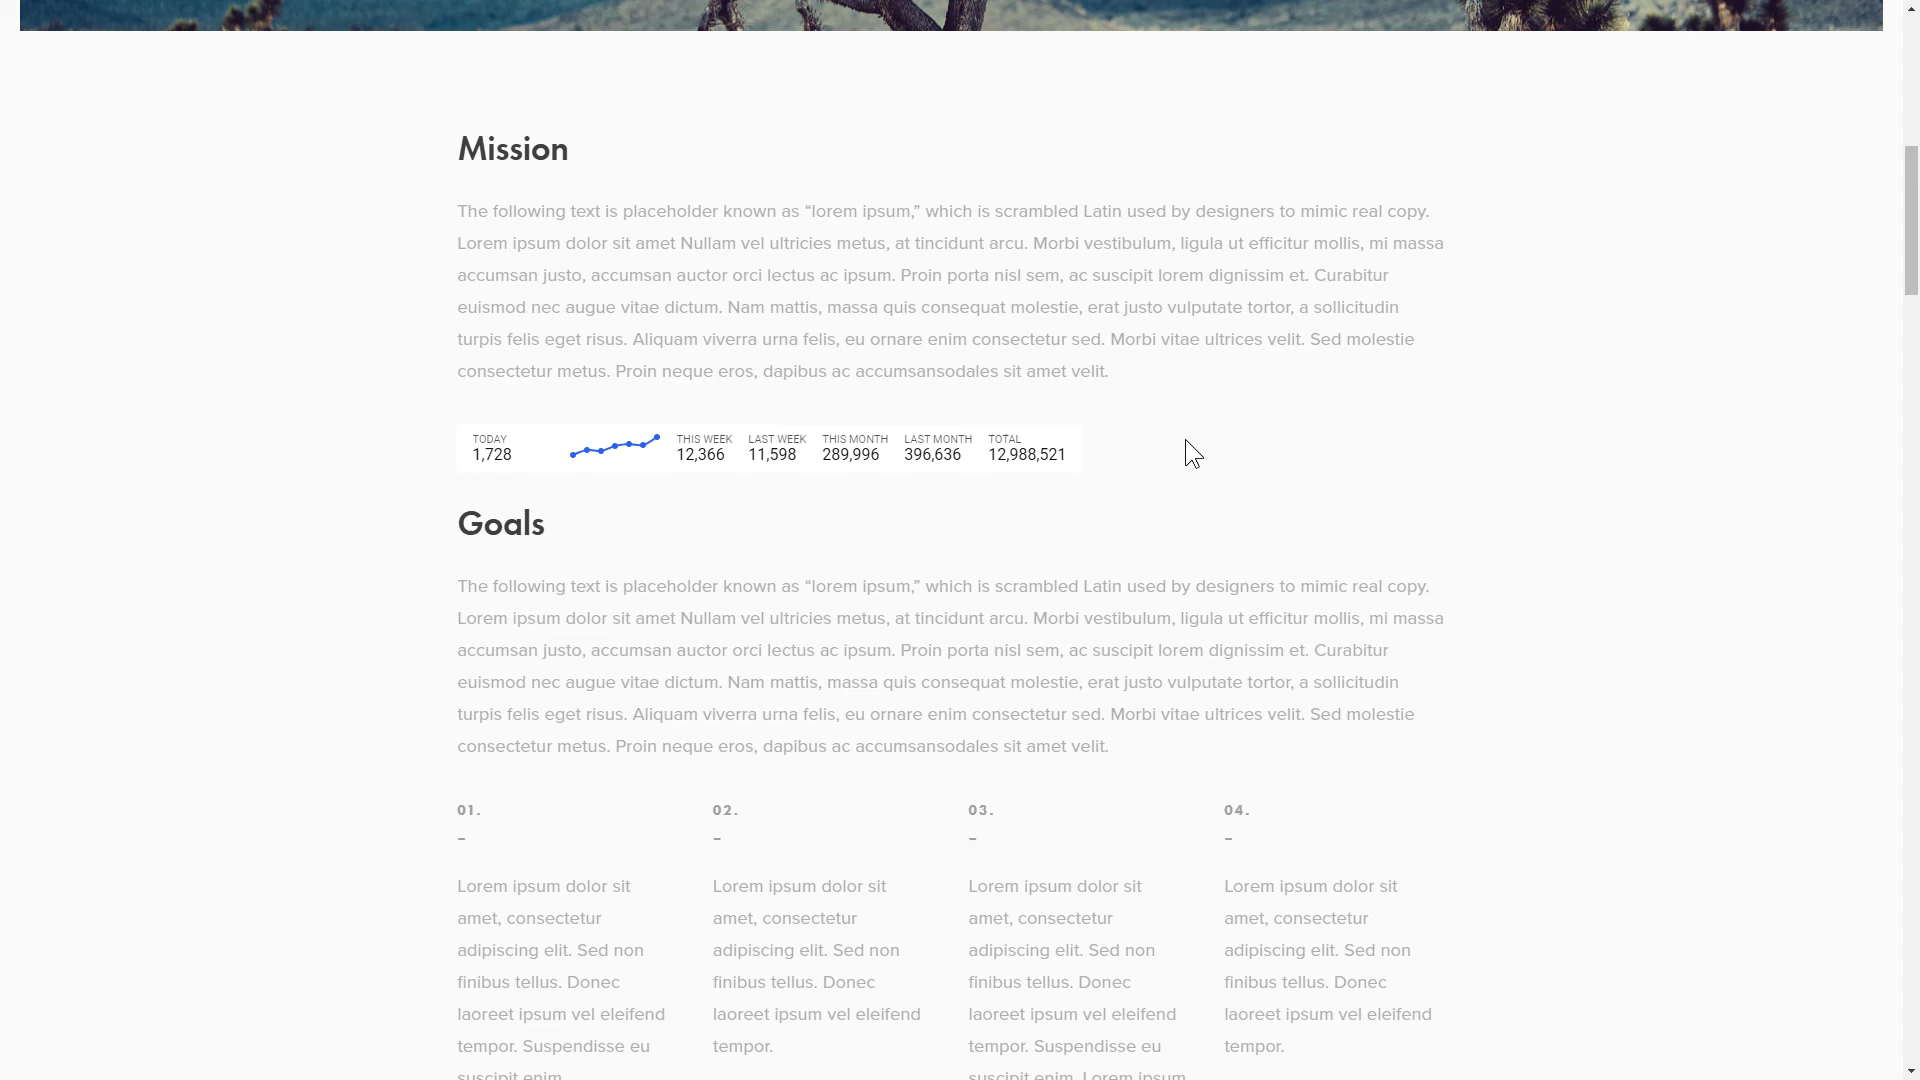 Mission
The following text is placeholder known as “lorem ipsum,” which is scrambled Latin used by designers to mimic real copy.
Lorem ipsum dolor sit amet Nullam vel ultricies metus, at tincidunt arcu. Morbi vestibulum, ligula ut efficitur mollis, mi massa
accumsan justo, accumsan auctor orci lectus ac ipsum. Proin porta nisl sem, ac suscipit lorem dignissim et. Curabitur
euismod nec augue vitae dictum. Nam mattis, massa quis consequat molestie, erat justo vulputate tortor, a sollicitudin
turpis felis eget risus. Aliquam viverra urna felis, eu ornare enim consectetur sed. Morbi vitae ultrices velit. Sed molestie
consectetur metus. Proin neque eros, dapibus ac accumsansodales sit amet velit.
TODAY THIS WEEK LAST WEEK THIS MONTH LAST MONTH TOTAL
1,728 12,366 11,598 289,996 396,636 12,988,521
Goals
The following text is placeholder known as “lorem ipsum,” which is scrambled Latin used by designers to mimic real copy.
Lorem ipsum dolor sit amet Nullam vel ultricies metus, at tincidunt arcu. Morbi vestibulum, ligula ut efficitur mollis, mi massa
accumsan justo, accumsan auctor orci lectus ac ipsum. Proin porta nisl sem, ac suscipit lorem dignissim et. Curabitur
euismod nec augue vitae dictum. Nam mattis, massa quis consequat molestie, erat justo vulputate tortor, a sollicitudin
turpis felis eget risus. Aliquam viverra urna felis, eu ornare enim consectetur sed. Morbi vitae ultrices velit. Sed molestie
consectetur metus. Proin neque eros, dapibus ac accumsansodales sit amet velit.
01.
–
Lorem ipsum dolor sit
amet, consectetur
adipiscing elit. Sed non
finibus tellus. Donec
laoreet ipsum vel eleifend
tempor. Suspendisse eu
suscipit enim.
02.
–
Lorem ipsum dolor sit
amet, consectetur
adipiscing elit. Sed non
finibus tellus. Donec
laoreet ipsum vel eleifend
tempor.
03.
–
Lorem ipsum dolor sit
amet, consectetur
adipiscing elit. Sed non
finibus tellus. Donec
laoreet ipsum vel eleifend
tempor. Suspendisse eu
suscipit enim. Lorem ipsum
04.
–
Lorem ipsum dolor sit
amet, consectetur
adipiscing elit. Sed non
finibus tellus. Donec
laoreet ipsum vel eleifend
tempor.